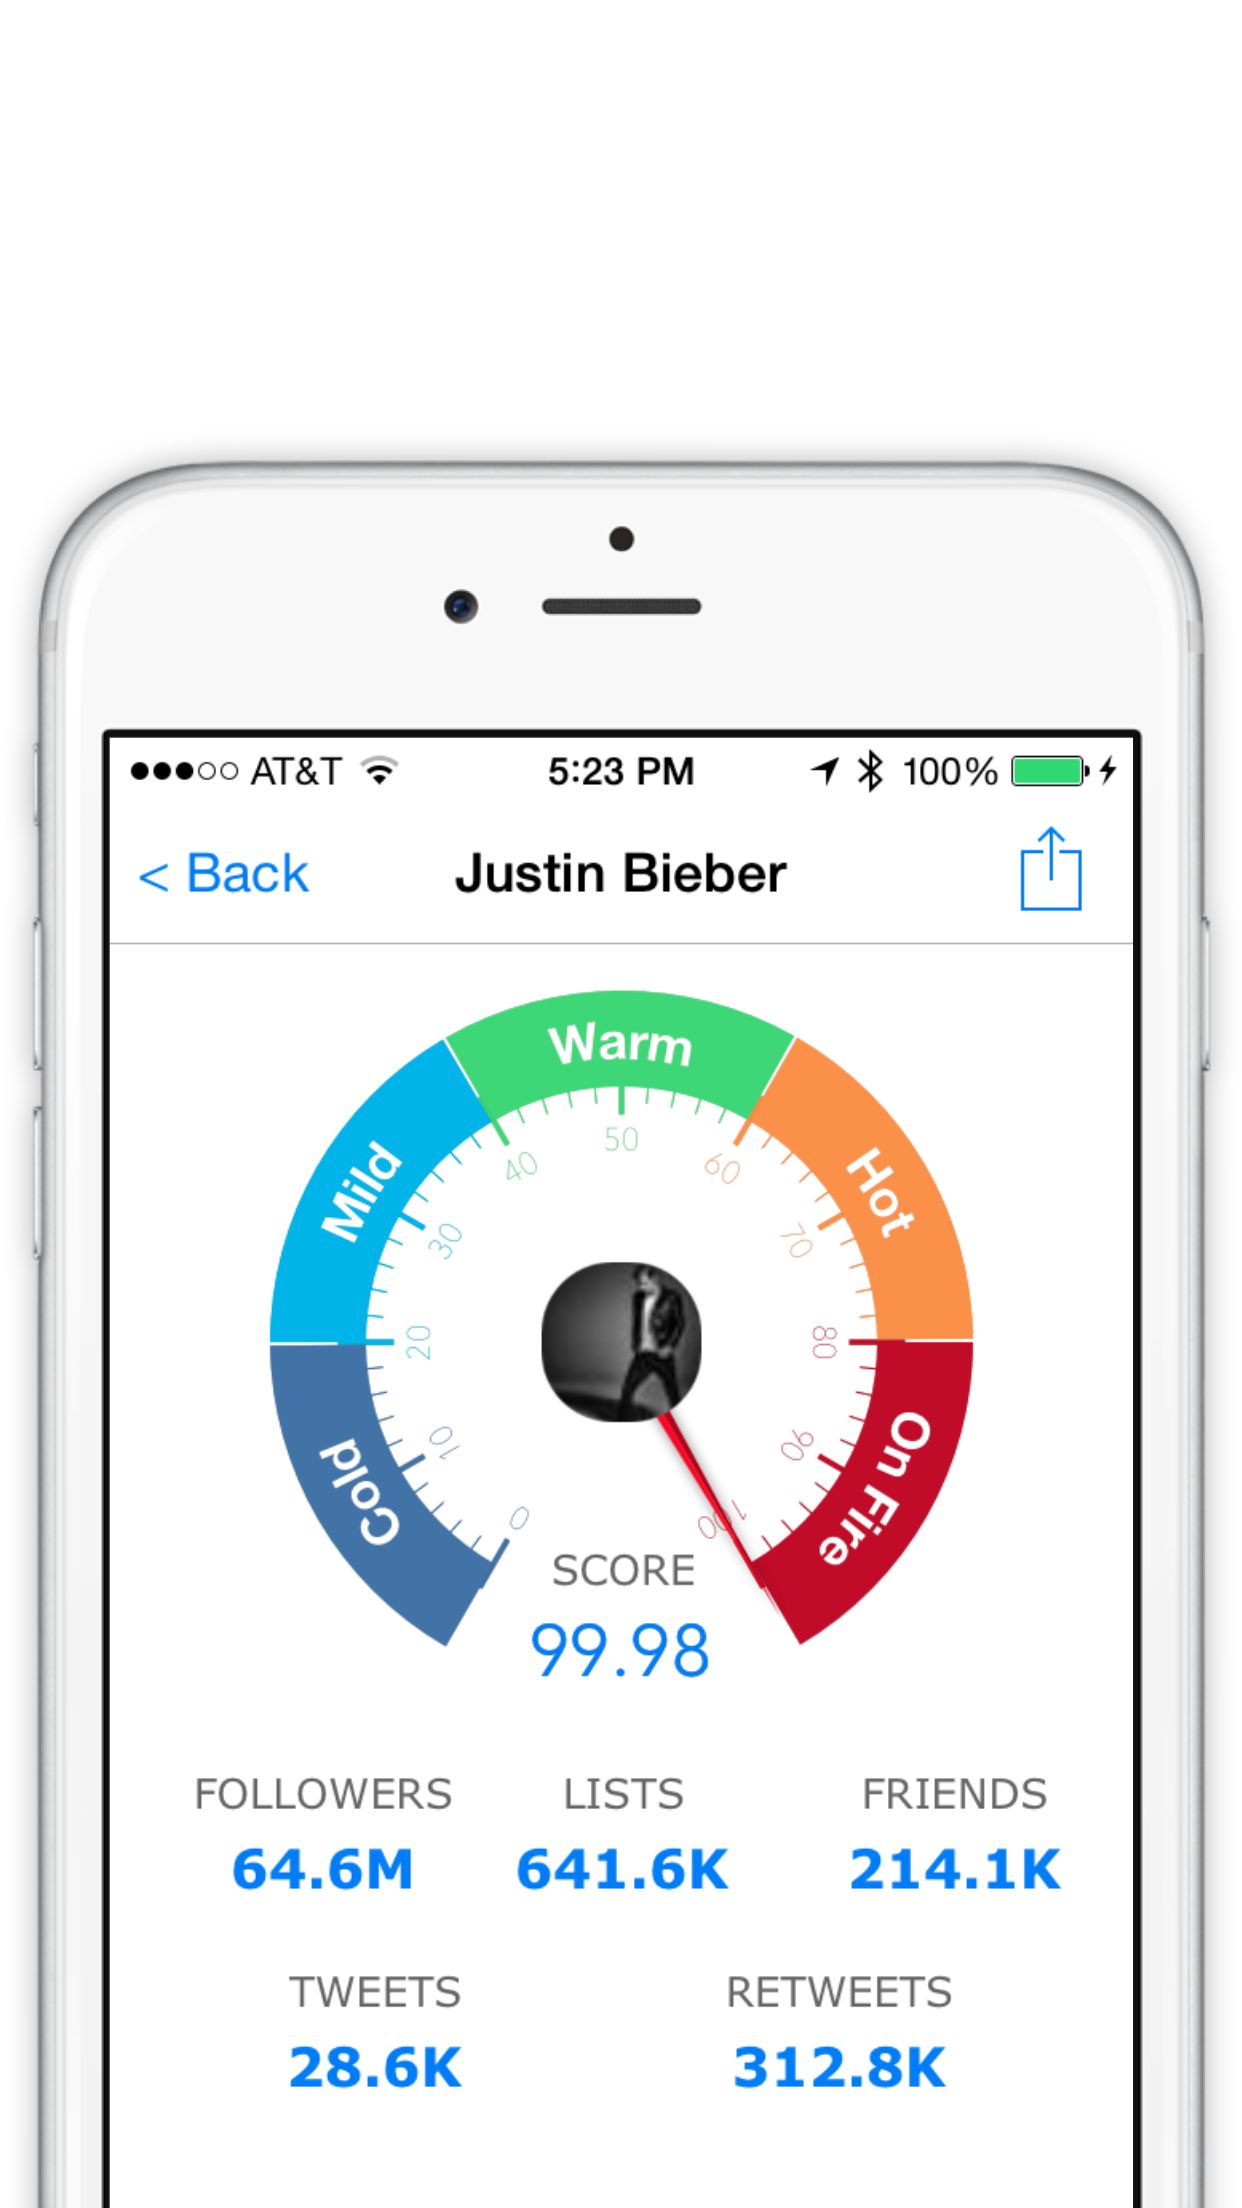 AT&T 5:23 PM 100%
< Back Justin Bieber
Warm
Mild
Hot
Cold
On Fire
0
10
20
30
40
50
60
70
80
90
100
SCORE
99.98
FOLLOWERS LISTS FRIENDS
64.6M 641.6K 214.1K
TWEETS RETWEETS
28.6K 312.8K